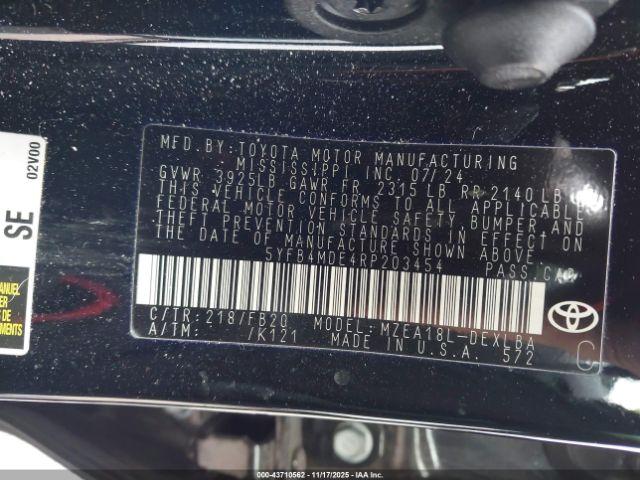 MFD. BY: TOYOTA MOTOR MANUFACTURING
MISSISSIPPI INC. 07/24
GVWR 3925LB GAWR FR 2315 LB RR 2140 LB
THIS VEHICLE CONFORMS TO ALL APPLICABLE
FEDERAL MOTOR VEHICLE SAFETY, BUMPER AND
THEFT PREVENTION STANDARDS IN EFFECT ON
THE DATE OF MANUFACTURE SHOWN ABOVE.
5YFB4MDE4RP203454 PASS. CAR
C/TR: 218/FB20 MODEL: MZEA18L-DEXLBA
A/TM: /K121 MADE IN U.S.A. 572
C
02V00
SE
000-43710562 - 11/17/2025 - IAA Inc.